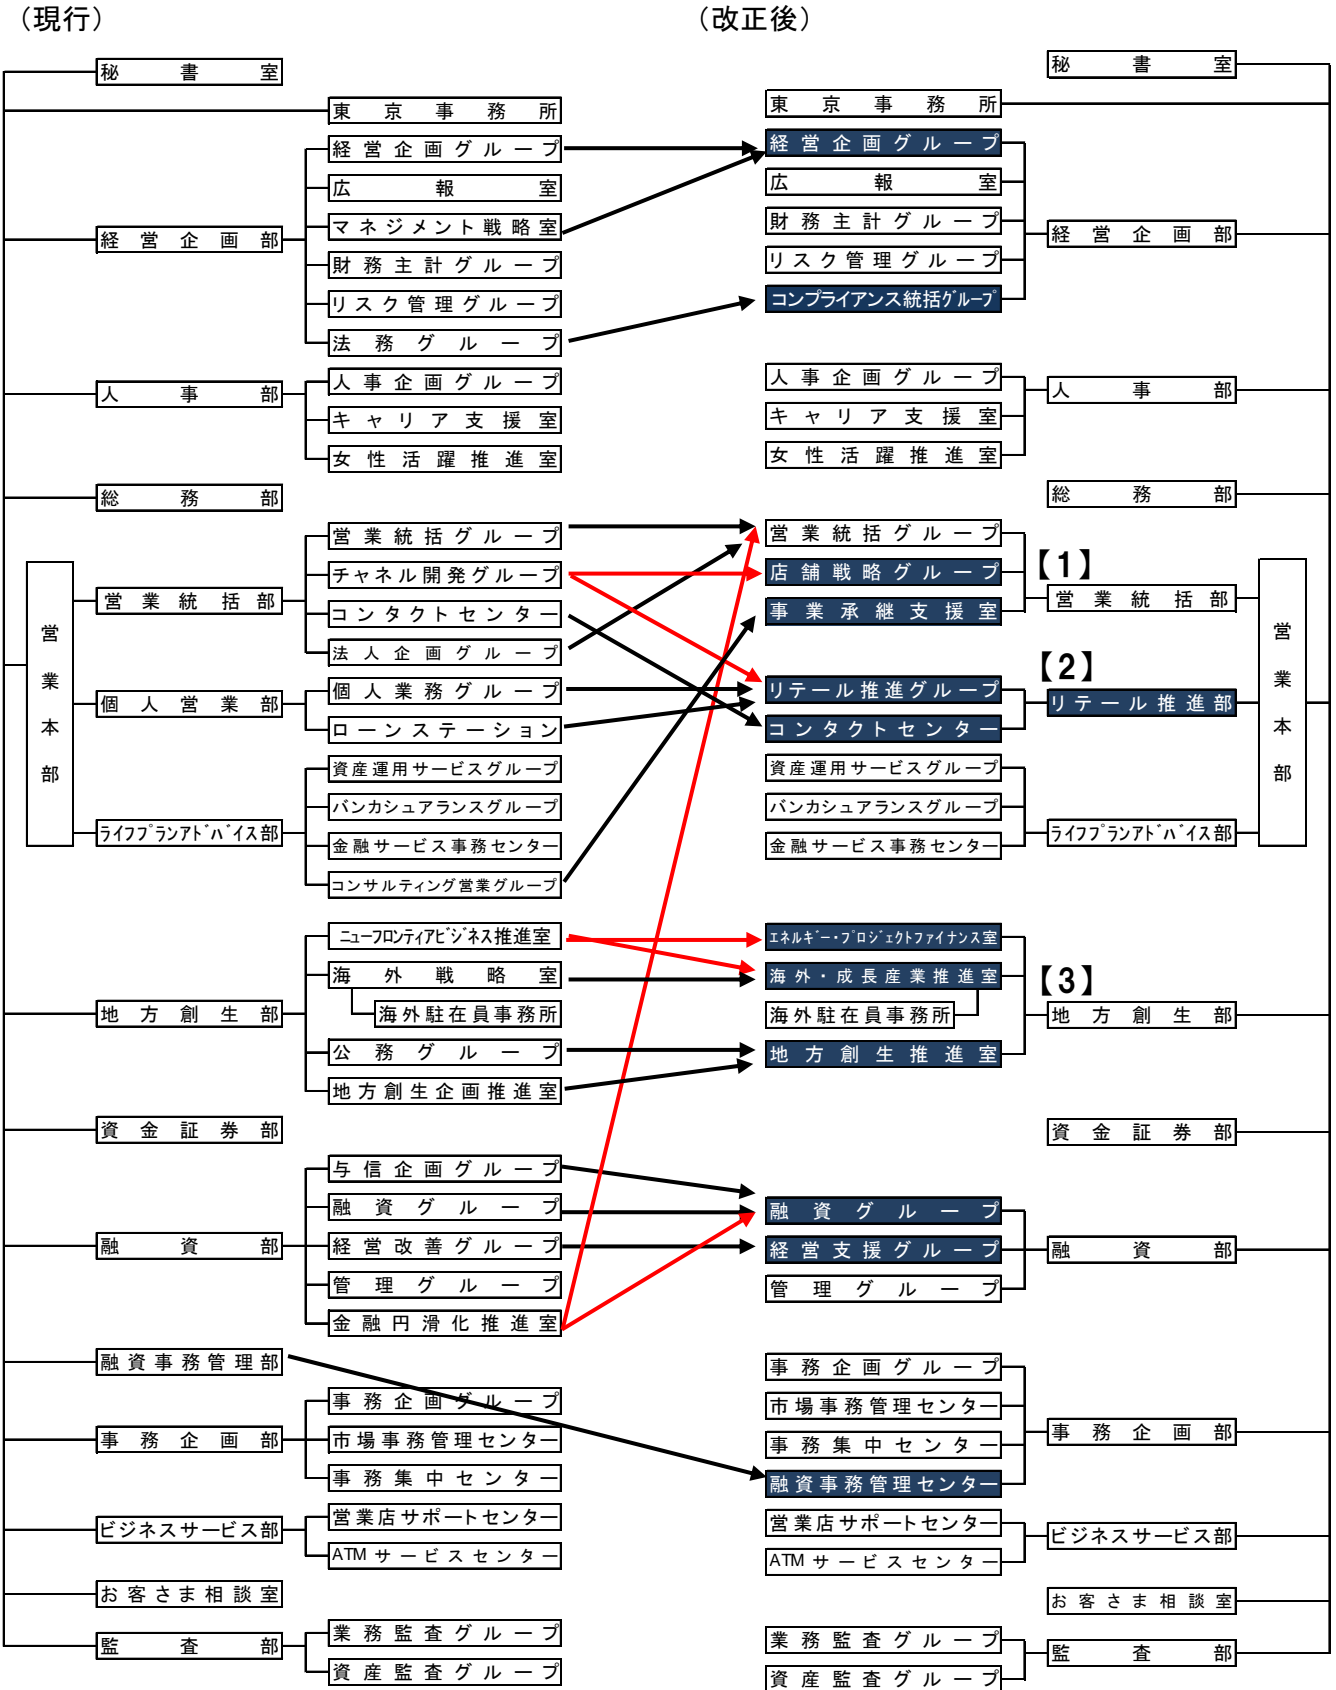 （現行）
秘書室
東京事務所
経営企画グループ
広報室
マネジメント戦略室
経営企画部
財務主計グループ
リスク管理グループ
法務グループ
人事企画グループ
人事部
キャリア支援室
女性活躍推進室
総務部
営業本部
営業統括グループ
チャネル開発グループ
営業統括部
コンタクトセンター
法人企画グループ
個人業務グループ
個人営業部
ローンステーション
資産運用サービスグループ
バンカシュアランスグループ
ライフプランアドバイス部
金融サービス事務センター
コンサルティング営業グループ
ニューフロンティアビジネス推進室
海外戦略室
地方創生部
海外駐在員事務所
公務グループ
地方創生企画推進室
資金証券部
与信企画グループ
融資グループ
融資部
経営改善グループ
管理グループ
金融円滑化推進室
融資事務管理部
事務企画グループ
事務企画部
市場事務管理センター
事務集中センター
営業店サポートセンター
ビジネスサービス部
ATMサービスセンター
お客さま相談室
業務監査グループ
監査部
資産監査グループ
（改正後）
秘書室
東京事務所
経営企画グループ
広報室
財務主計グループ
経営企画部
リスク管理グループ
コンプライアンス統括グループ
人事企画グループ
人事部
キャリア支援室
女性活躍推進室
総務部
営業統括グループ
【1】
店舗戦略グループ
営業統括部
事業承継支援室
営業本部
【2】
リテール推進グループ
リテール推進部
コンタクトセンター
資産運用サービスグループ
バンカシュアランスグループ
ライフプランアドバイス部
金融サービス事務センター
エネルギー・プロジェクトファイナンス室
海外・成長産業推進室
【3】
海外駐在員事務所
地方創生部
地方創生推進室
資金証券部
融資グループ
経営支援グループ
融資部
管理グループ
事務企画グループ
市場事務管理センター
事務企画部
事務集中センター
融資事務管理センター
営業店サポートセンター
ビジネスサービス部
ATMサービスセンター
お客さま相談室
業務監査グループ
監査部
資産監査グループ